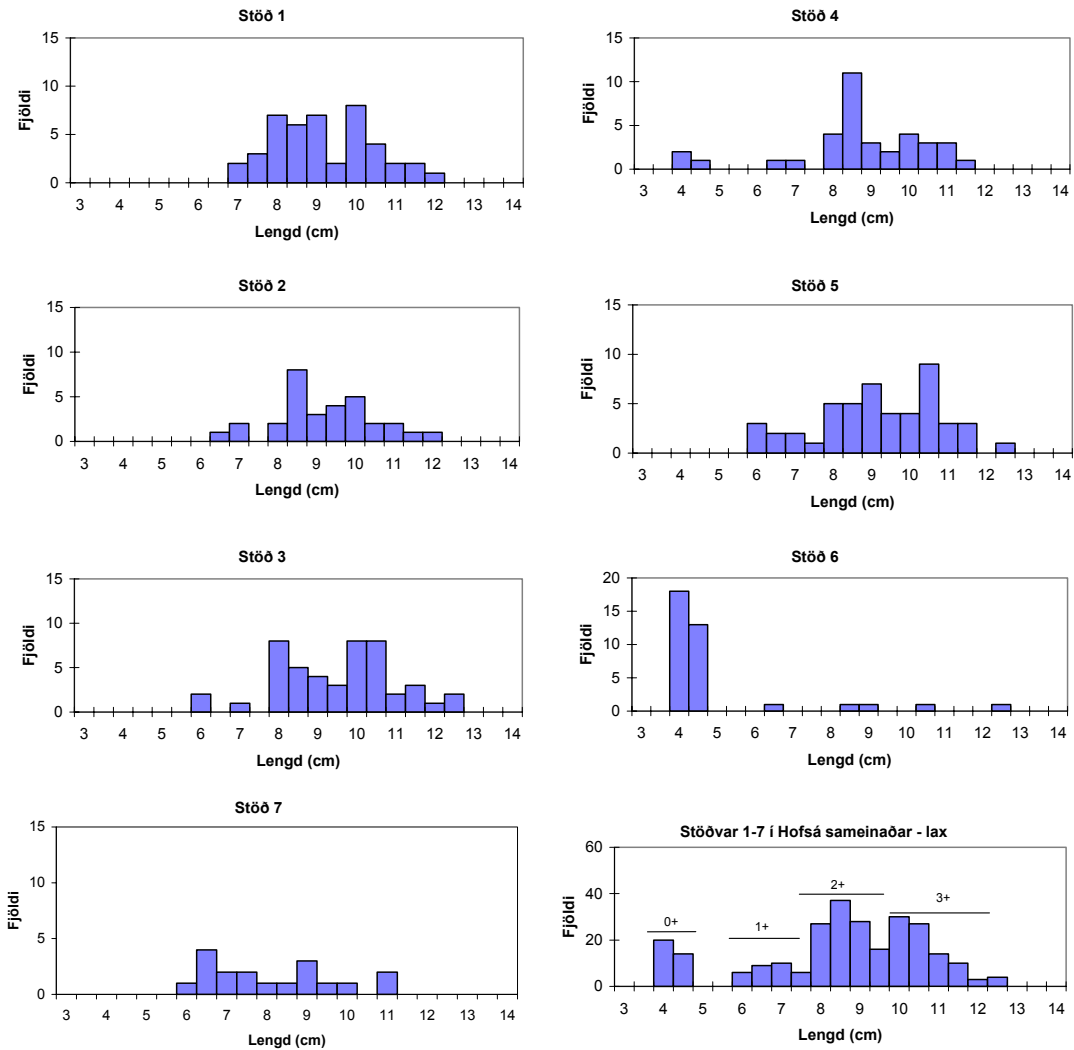 Stöð 1
15
10
5
0
Fjöldi
3 4 5 6 7 8 9 10 11 12 13 14
Lengd (cm)
Stöð 4
15
10
5
0
Fjöldi
3 4 5 6 7 8 9 10 11 12 13 14
Lengd (cm)
Stöð 2
15
10
5
0
Fjöldi
3 4 5 6 7 8 9 10 11 12 13 14
Lengd (cm)
Stöð 5
15
10
5
0
Fjöldi
3 4 5 6 7 8 9 10 11 12 13 14
Lengd (cm)
Stöð 3
15
10
5
0
Fjöldi
3 4 5 6 7 8 9 10 11 12 13 14
Lengd (cm)
Stöð 6
20
15
10
5
0
Fjöldi
3 4 5 6 7 8 9 10 11 12 13 14
Lengd (cm)
Stöð 7
15
10
5
0
Fjöldi
3 4 5 6 7 8 9 10 11 12 13 14
Lengd (cm)
Stöðvar 1-7 í Hofsá sameinaðar - lax
60
40
20
0
Fjöldi
0+
1+
2+
3+
3 4 5 6 7 8 9 10 11 12 13 14
Lengd (cm)